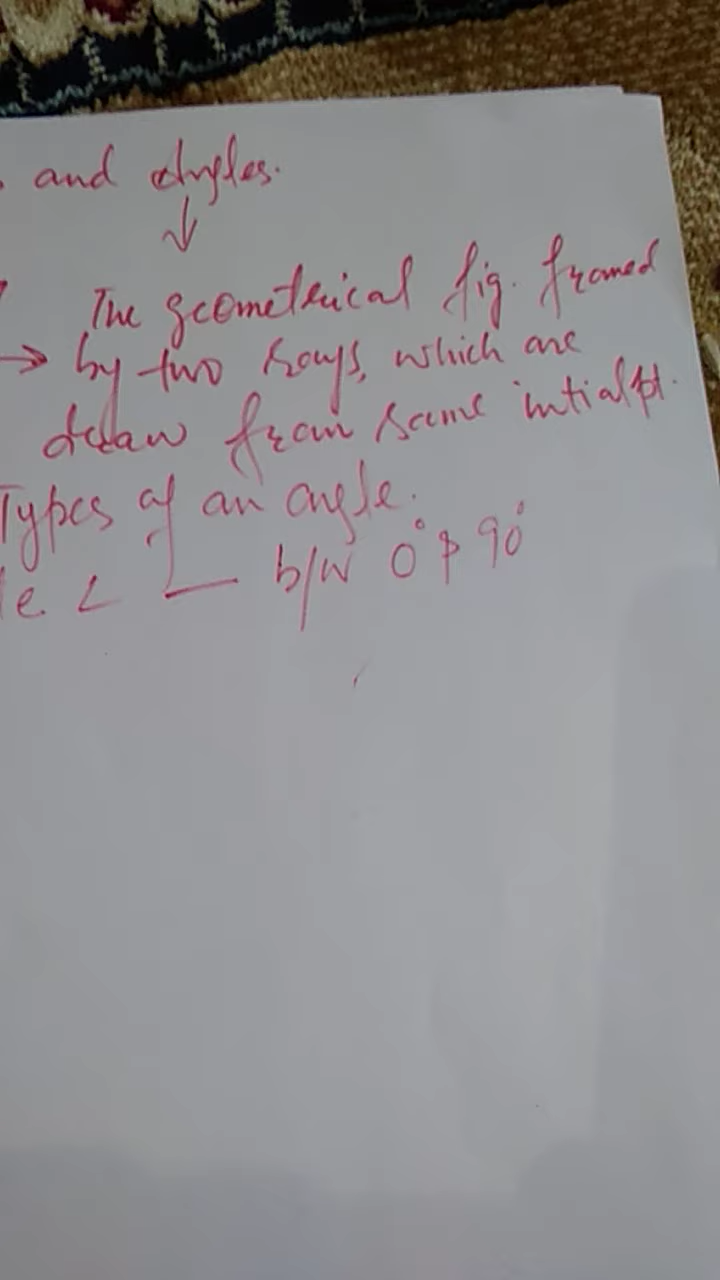 and Angles.
The geometrical fig. framed
by two rays, which are
draw from same intial pt.
Types of an angle.
b/w 0° & 90°